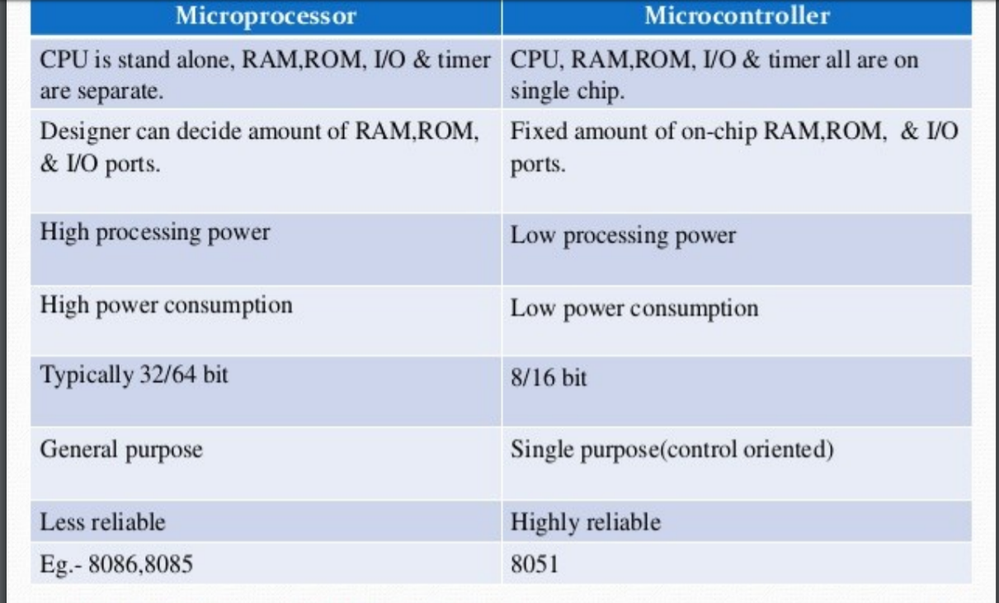 Microprocessor Microcontroller
CPU is stand alone, RAM,ROM, I/O & timer
are separate.
CPU, RAM,ROM, I/O & timer all are on
single chip.
Designer can decide amount of RAM,ROM,
& I/O ports.
Fixed amount of on-chip RAM,ROM, & I/O
ports.
High processing power
Low processing power
High power consumption
Low power consumption
Typically 32/64 bit
8/16 bit
General purpose
Single purpose(control oriented)
Less reliable
Highly reliable
Eg.- 8086,8085
8051